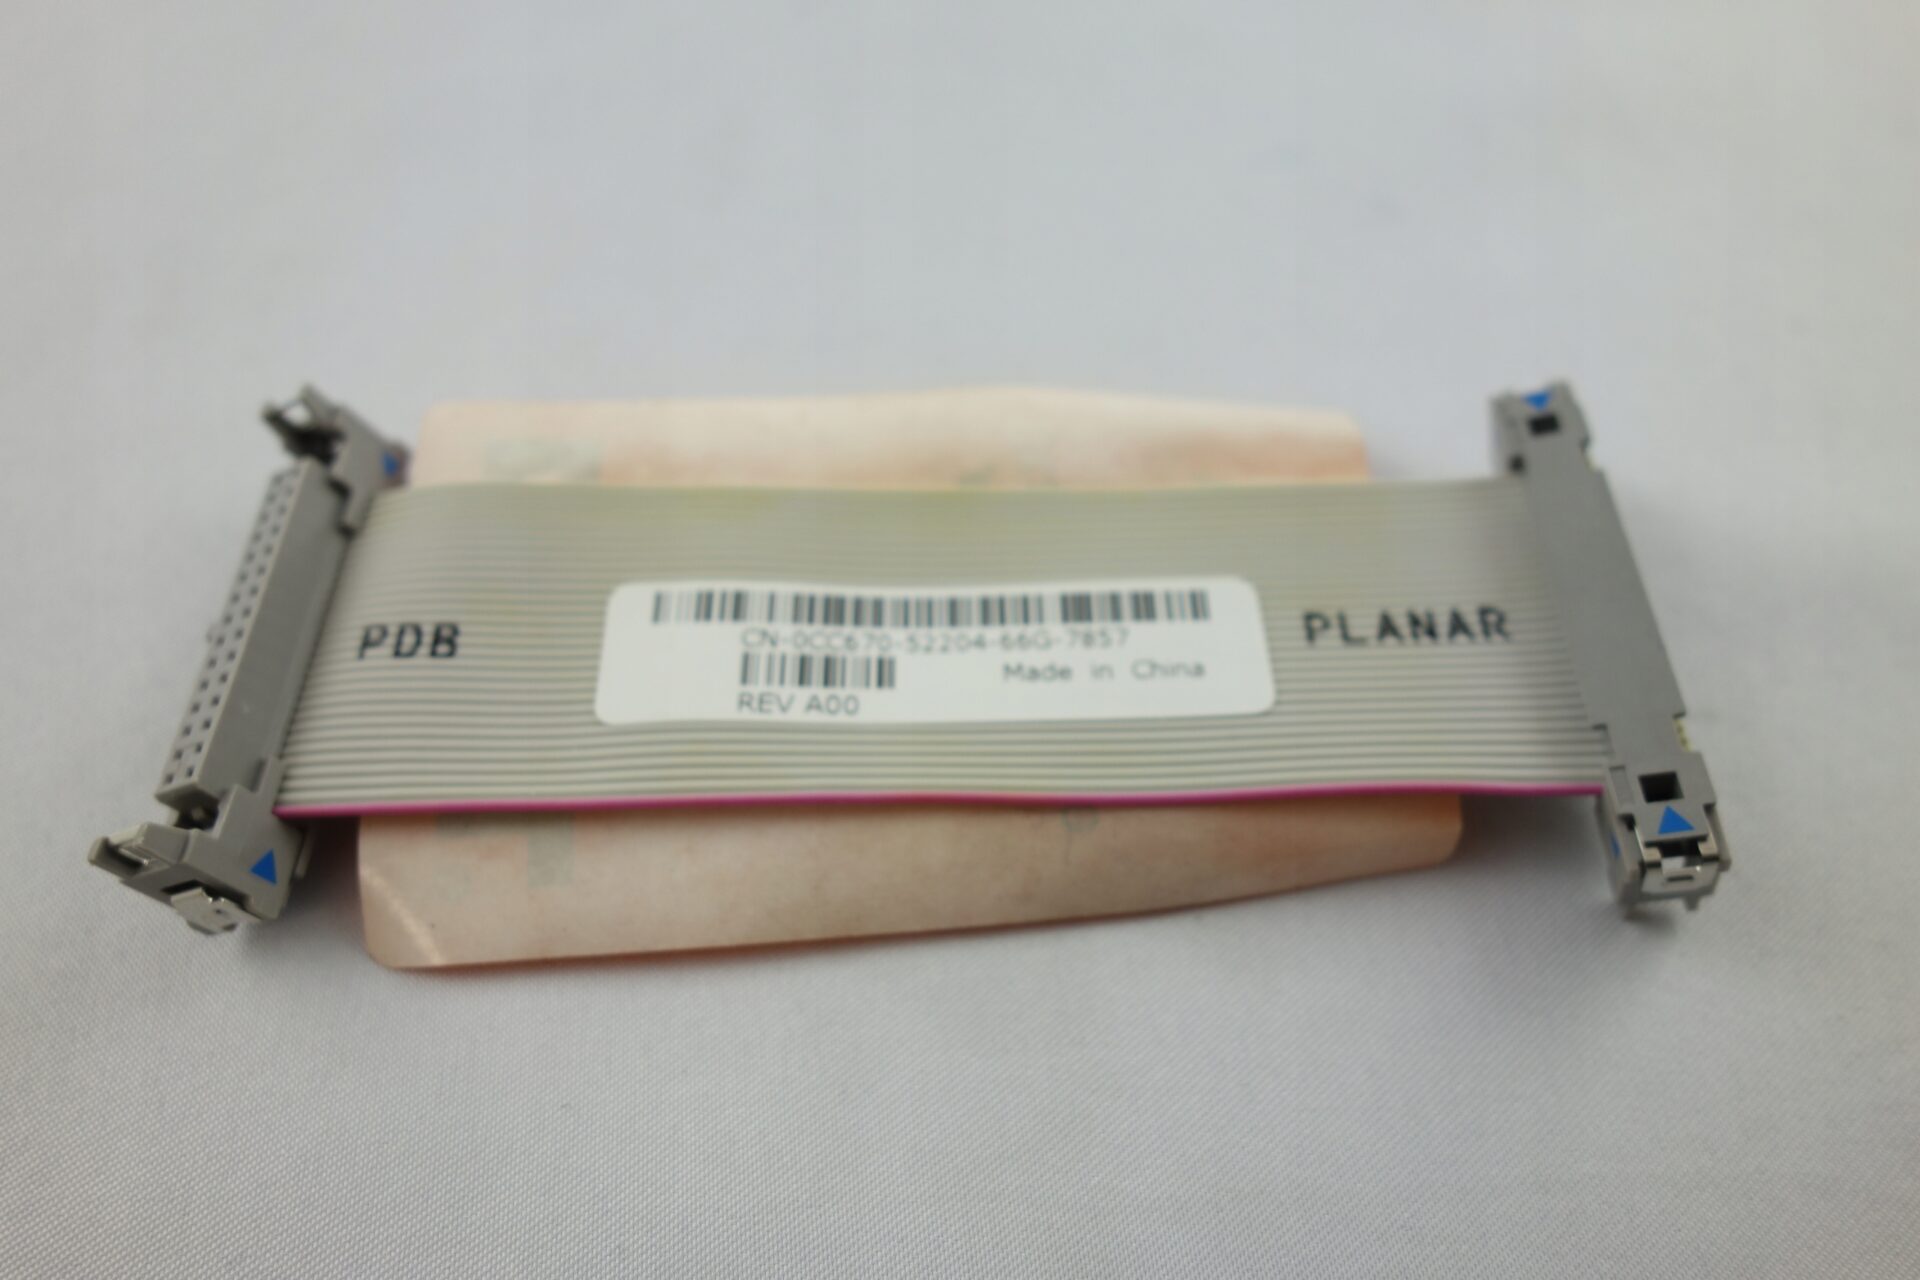 PDB
CN-0CC670-52204-66G-7857
Made in China
REV A00
PLANAR